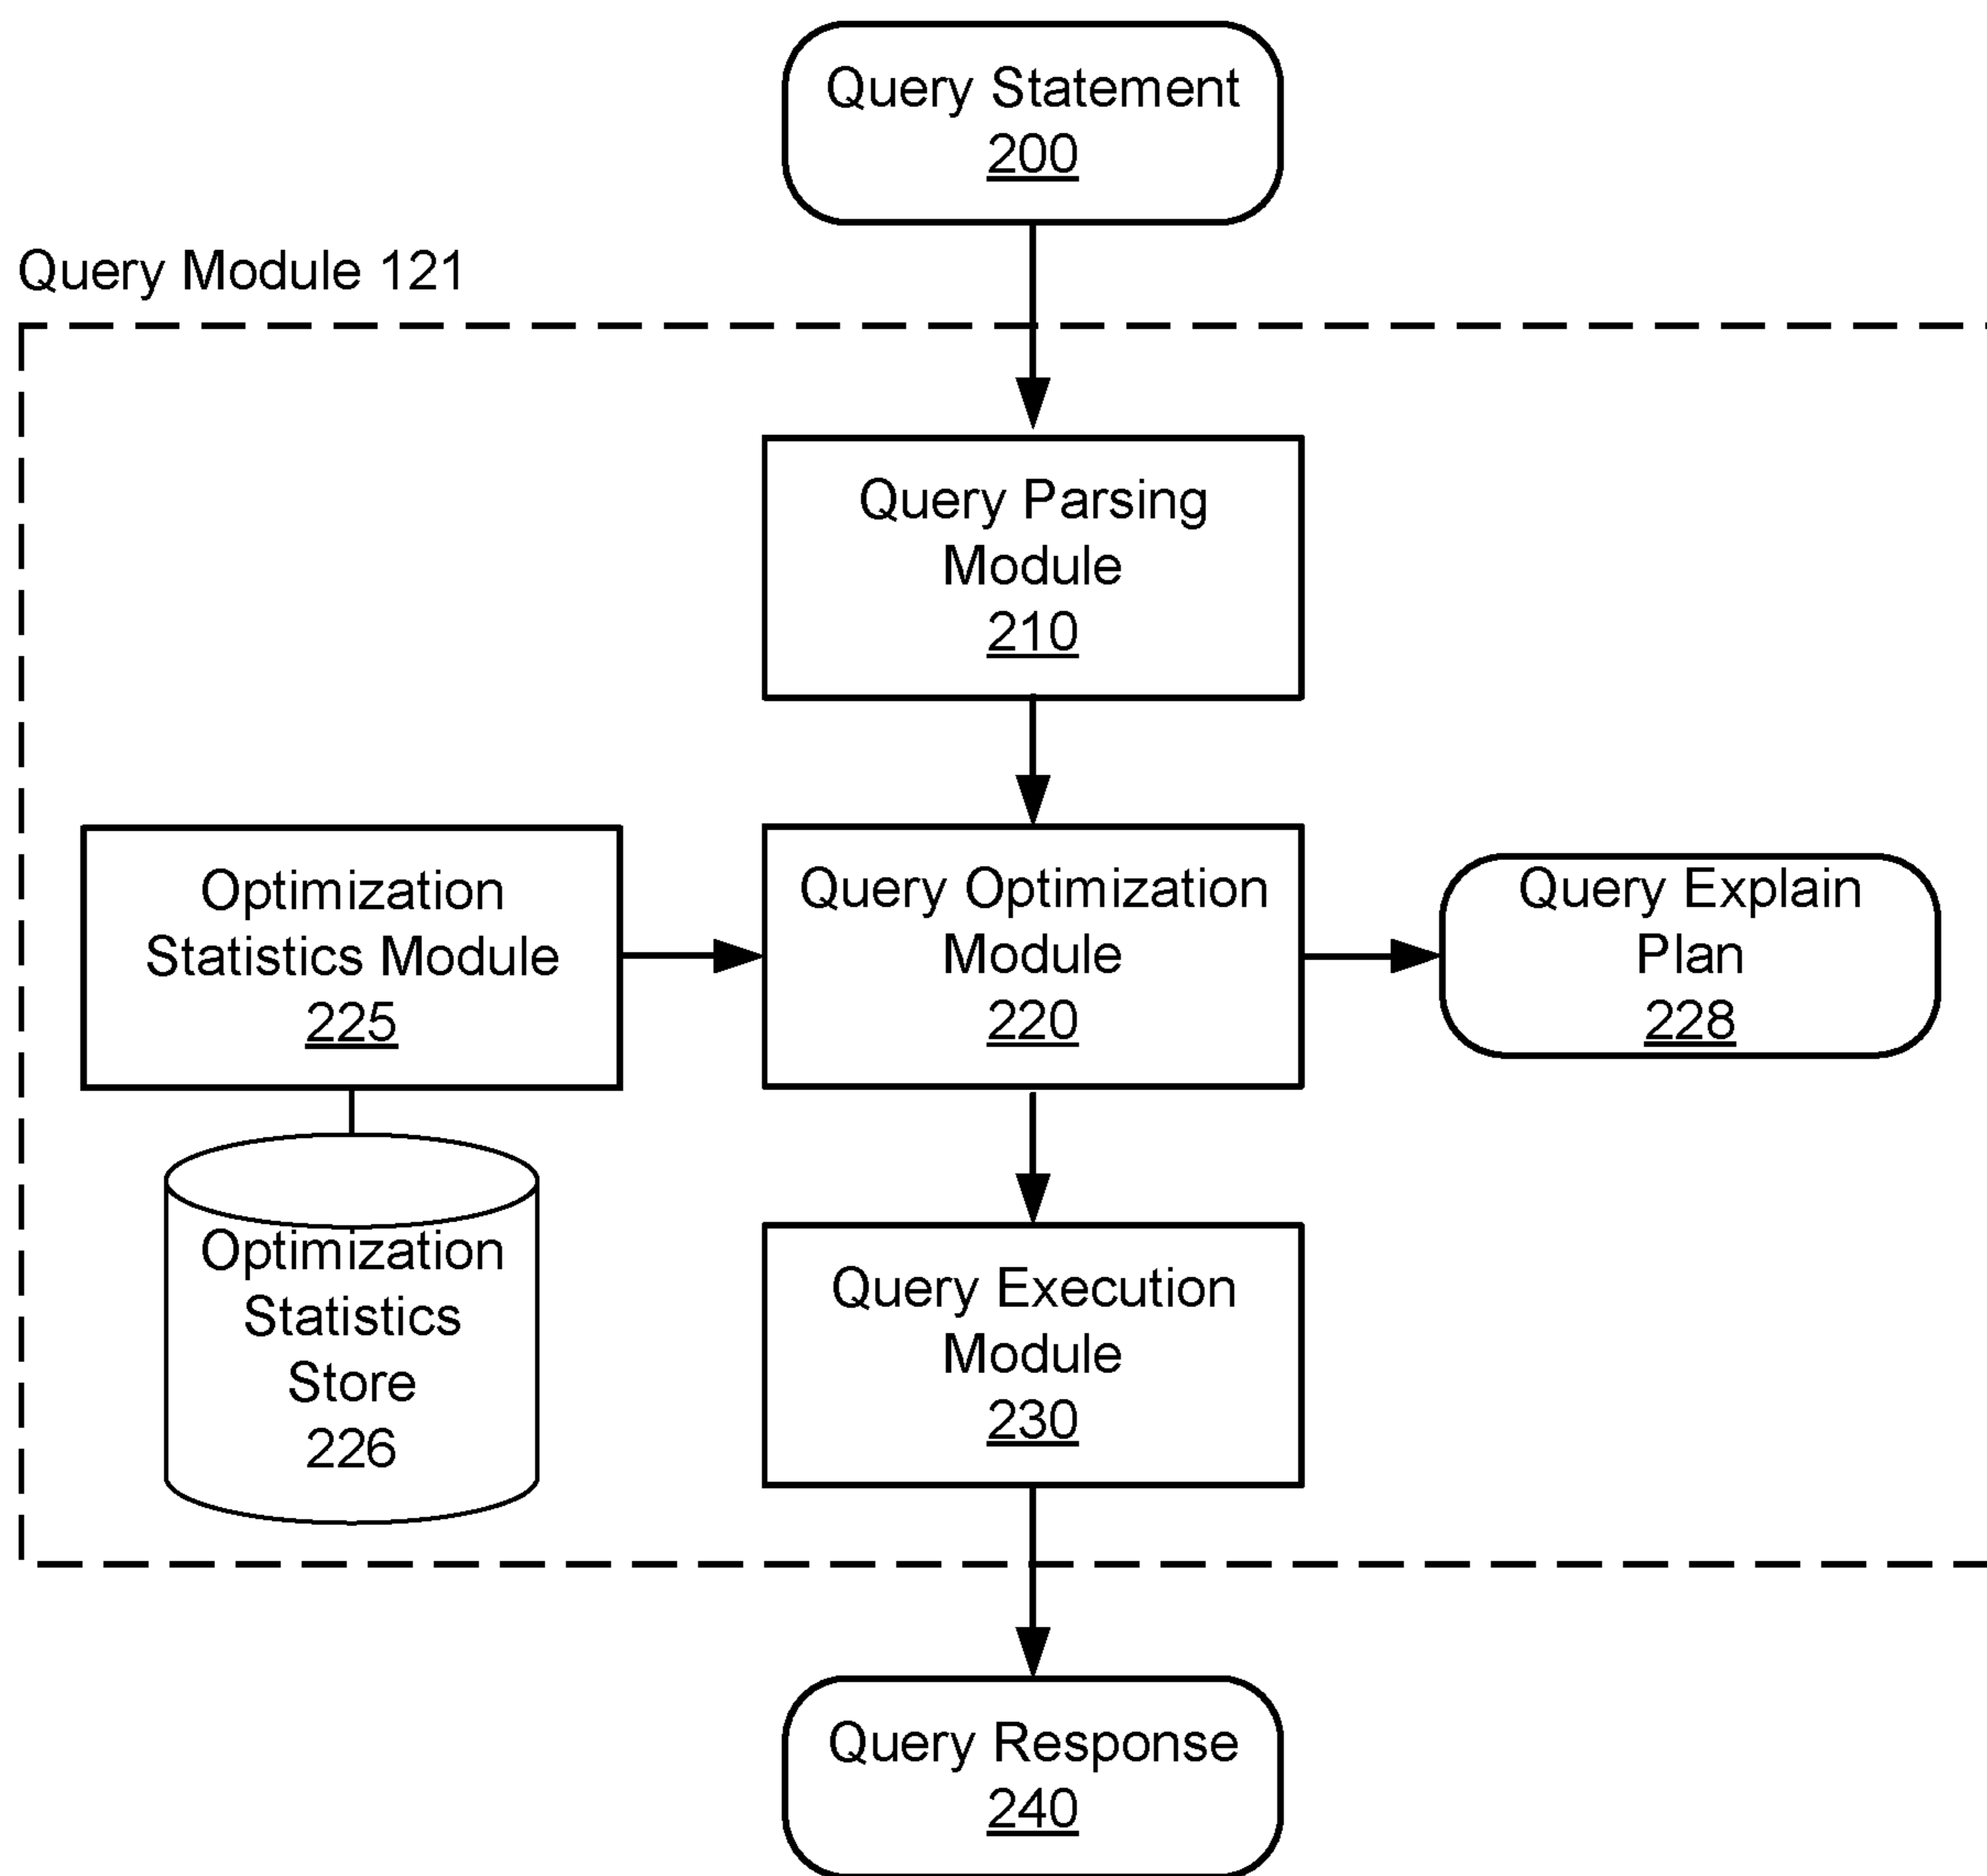 Query Statement
200
Query Module 121
Query Parsing
Module
210
Optimization
Statistics Module
225
Query Optimization
Module
220
Query Explain
Plan
228
Optimization
Statistics
Store
226
Query Execution
Module
230
Query Response
240